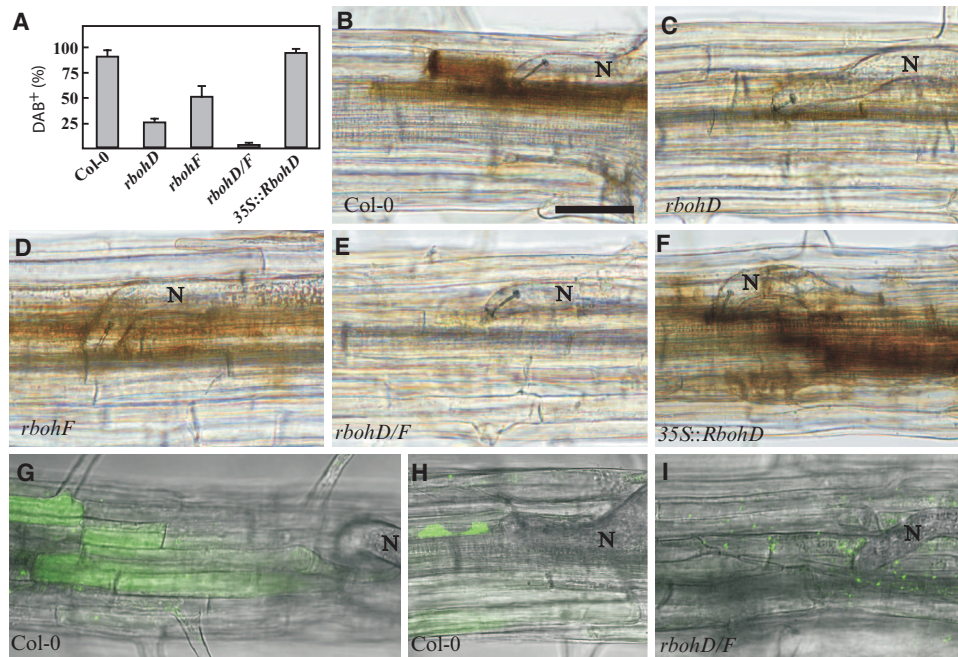 A
DAB+ (%)
100
75
50
25
Col-0
rbohD
rbohF
rbohD/F
35S::RbohD
B
N
Col-0
C
N
rbohD
D
N
rbohF
E
N
rbohD/F
F
N
35S::RbohD
G
N
Col-0
H
N
Col-0
I
N
rbohD/F